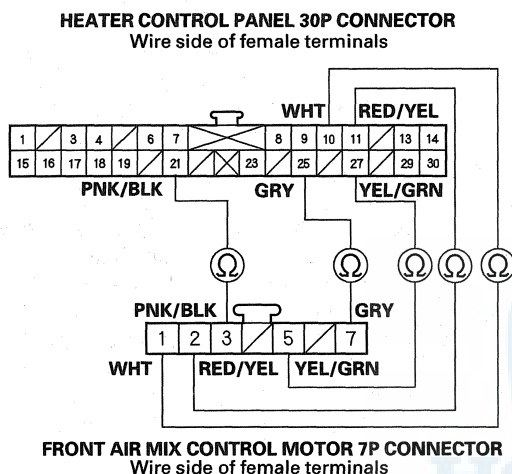 HEATER CONTROL PANEL 30P CONNECTOR
Wire side of female terminals
WHT RED/YEL
1 3 4 6 7 8 9 10 11 13 14
15 16 17 18 19 21 23 25 27 29 30
PNK/BLK GRY YEL/GRN
Ω Ω Ω Ω Ω
PNK/BLK GRY
1 2 3 5 7
WHT RED/YEL YEL/GRN
FRONT AIR MIX CONTROL MOTOR 7P CONNECTOR
Wire side of female terminals